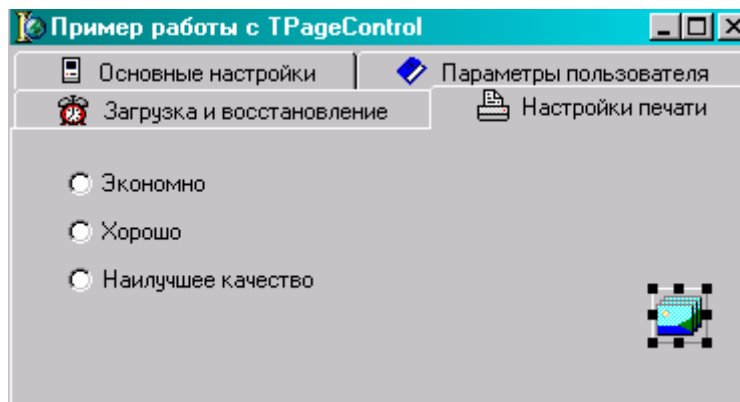 Пример работы с TPageControl
Основные настройки
Параметры пользователя
Загрузка и восстановление
Настройки печати
Экономно
Хорошо
Наилучшее качество